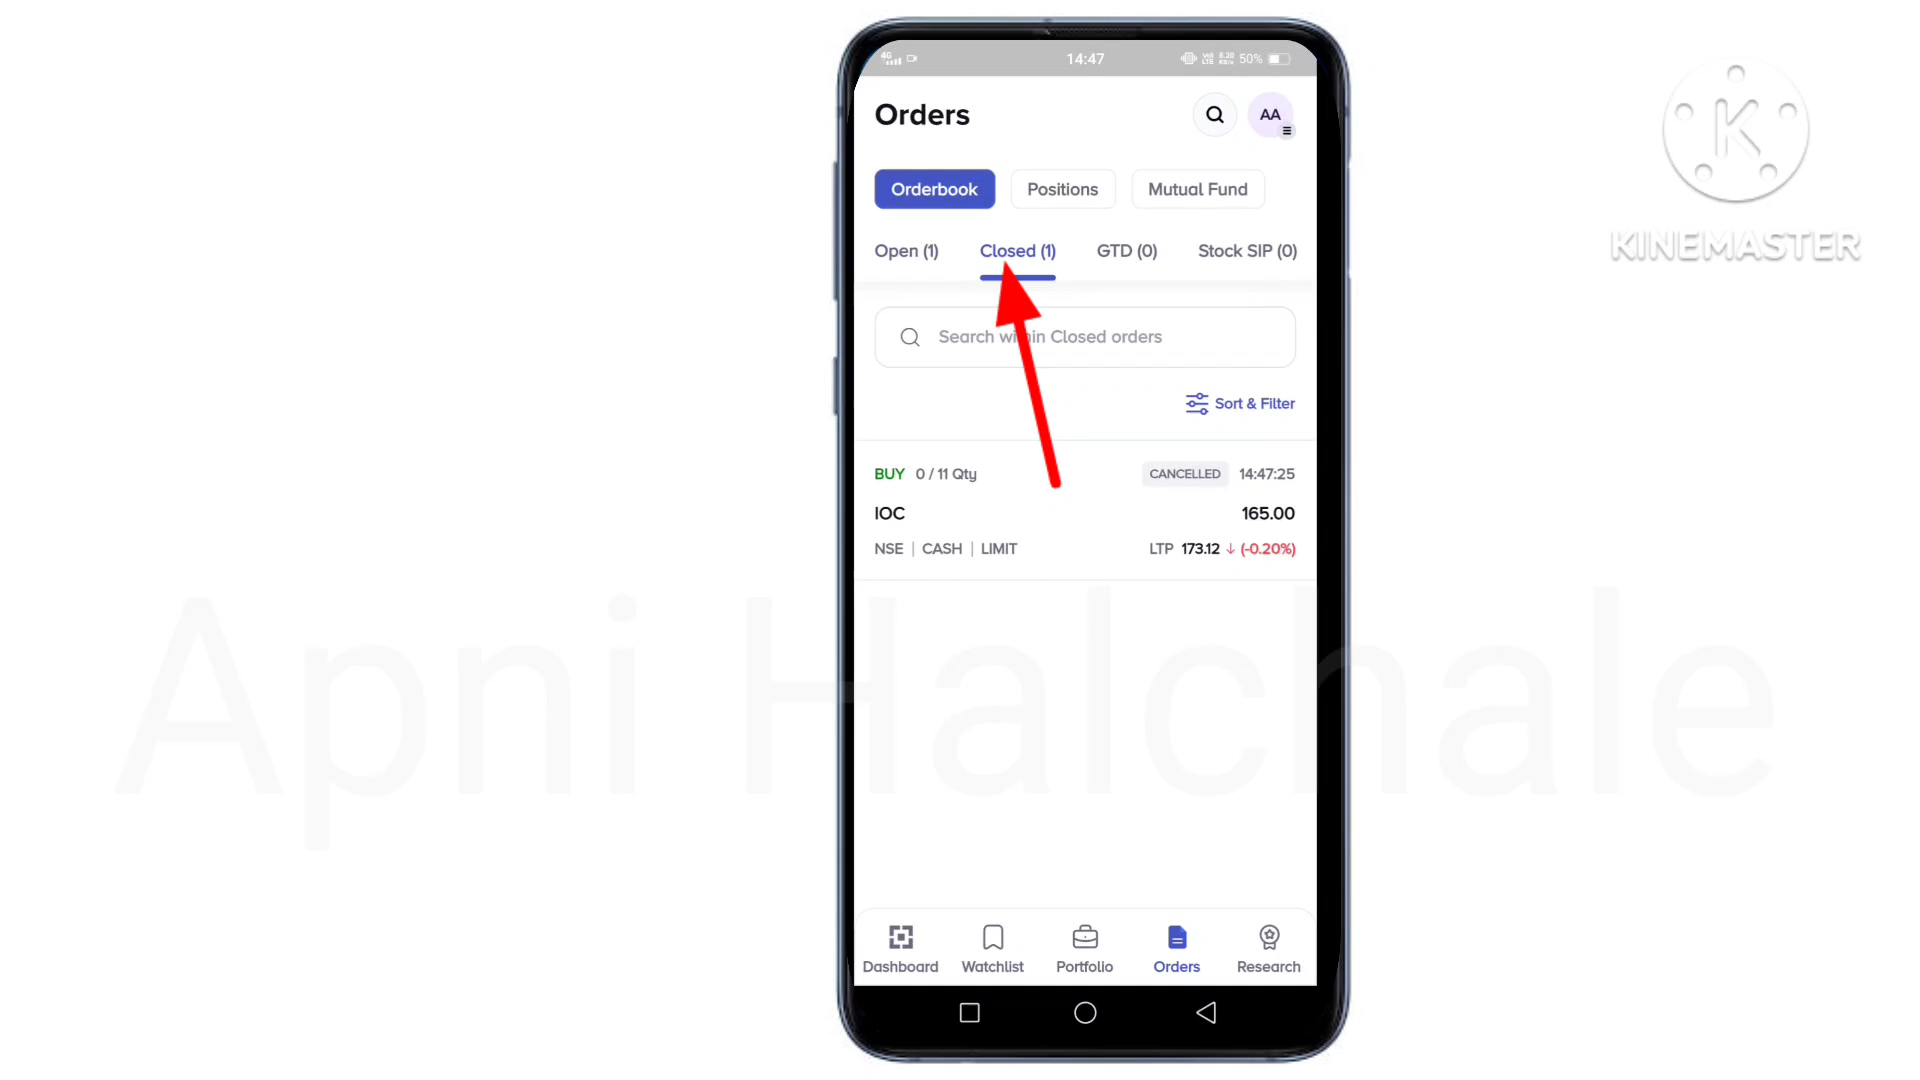 4G 14:47 50%
Orders AA
Orderbook Positions Mutual Fund
Open (1) Closed (1) GTD (0) Stock SIP (0)
Search within Closed orders
Sort & Filter
BUY 0 / 11 Qty CANCELLED 14:47:25
IOC 165.00
NSE | CASH | LIMIT LTP 173.12 ↓ (-0.20%)
Dashboard Watchlist Portfolio Orders Research
K
KINEMASTER
Apni Halchale